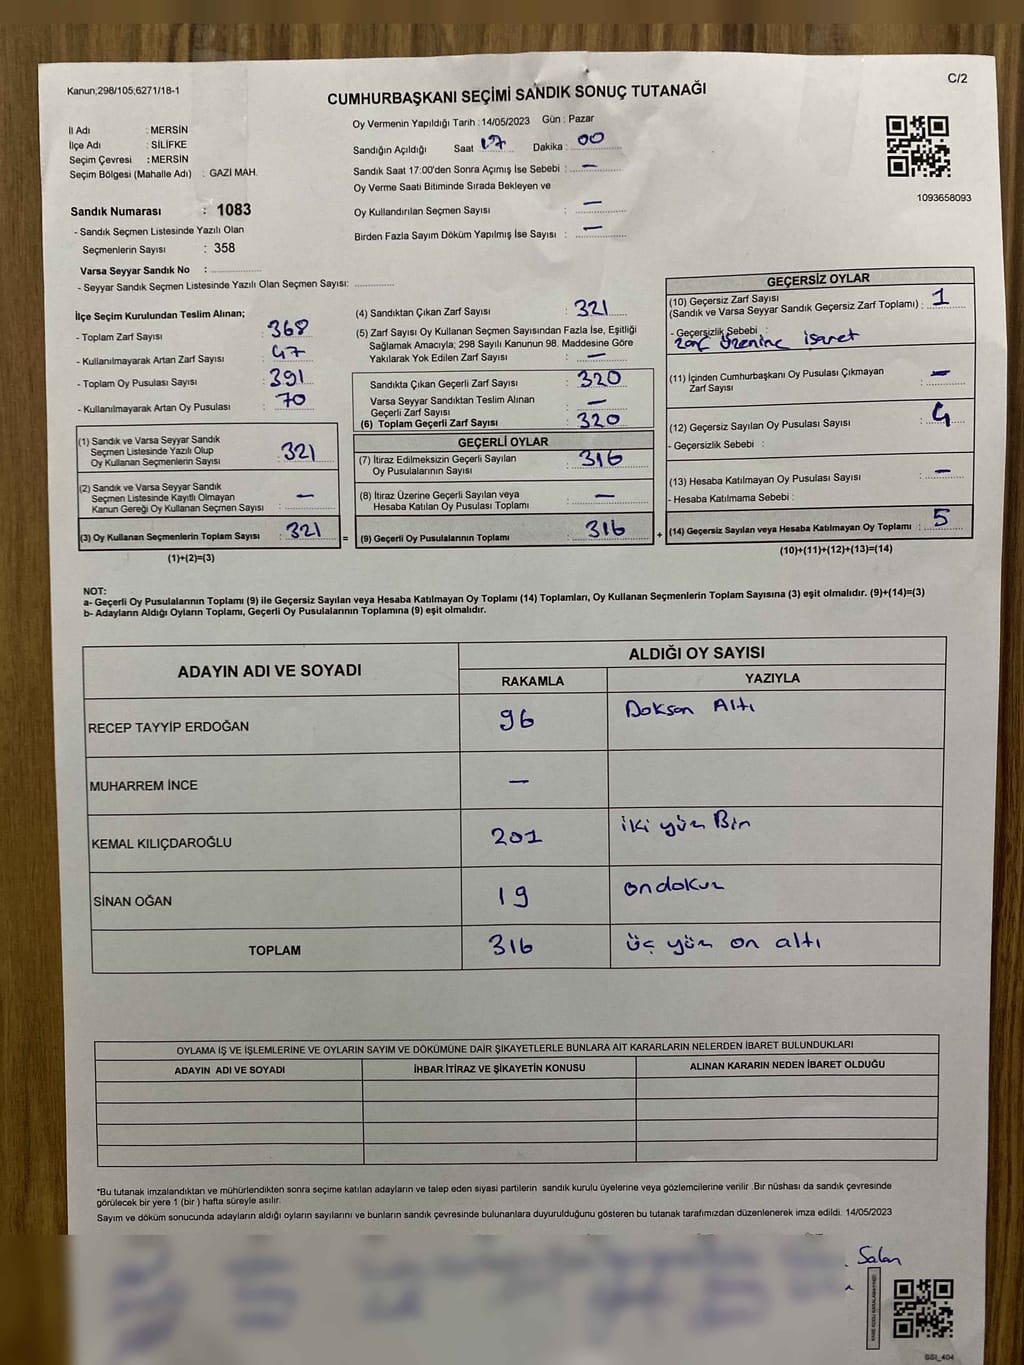 Kanun;298/105;6271/18-1
C/2
CUMHURBAŞKANI SEÇİMİ SANDIK SONUÇ TUTANAĞI
İl Adı : MERSİN
İlçe Adı : SİLİFKE
Seçim Çevresi : MERSİN
Seçim Bölgesi (Mahalle Adı) : GAZİ MAH.
Sandık Numarası : 1083
- Sandık Seçmen Listesinde Yazılı Olan
Seçmenlerin Sayısı : 358
Varsa Seyyar Sandık No :
- Seyyar Sandık Seçmen Listesinde Yazılı Olan Seçmen Sayısı:
Oy Vermenin Yapıldığı Tarih : 14/05/2023 Gün : Pazar
Sandığın Açıldığı Saat 17 Dakika : 00
Sandık Saat 17:00'den Sonra Açımış İse Sebebi : —
Oy Verme Saati Bitiminde Sırada Bekleyen ve
Oy Kullandırılan Seçmen Sayısı : —
Birden Fazla Sayım Döküm Yapılmış İse Sayısı : —
1093658093
İlçe Seçim Kurulundan Teslim Alınan;
- Toplam Zarf Sayısı : 368
- Kullanılmayarak Artan Zarf Sayısı : 47
- Toplam Oy Pusulası Sayısı : 391
- Kullanılmayarak Artan Oy Pusulası : 70
(1) Sandık ve Varsa Seyyar Sandık
Seçmen Listesinde Yazılı Olup
Oy Kullanan Seçmenlerin Sayısı : 321
(2) Sandık ve Varsa Seyyar Sandık
Seçmen Listesinde Kayıtlı Olmayan
Kanun Gereği Oy Kullanan Seçmen Sayısı : —
(3) Oy Kullanan Seçmenlerin Toplam Sayısı : 321
(1)+(2)=(3)
=
(4) Sandıktan Çıkan Zarf Sayısı : 321
(5) Zarf Sayısı Oy Kullanan Seçmen Sayısından Fazla İse, Eşitliği
Sağlamak Amacıyla; 298 Sayılı Kanunun 98. Maddesine Göre
Yakılarak Yok Edilen Zarf Sayısı : —
Sandıkta Çıkan Geçerli Zarf Sayısı : 320
Varsa Seyyar Sandıktan Teslim Alınan
Geçerli Zarf Sayısı : —
(6) Toplam Geçerli Zarf Sayısı : 320
GEÇERLİ OYLAR
(7) İtiraz Edilmeksizin Geçerli Sayılan
Oy Pusulalarının Sayısı : 316
(8) İtiraz Üzerine Geçerli Sayılan veya
Hesaba Katılan Oy Pusulası Toplamı : —
(9) Geçerli Oy Pusulalarının Toplamı : 316
+
GEÇERSİZ OYLAR
(10) Geçersiz Zarf Sayısı
(Sandık ve Varsa Seyyar Sandık Geçersiz Zarf Toplamı) : 1
- Geçersizlik Sebebi :
zarf üzerine işaret
(11) İçinden Cumhurbaşkanı Oy Pusulası Çıkmayan
Zarf Sayısı : —
(12) Geçersiz Sayılan Oy Pusulası Sayısı : 4
- Geçersizlik Sebebi :
(13) Hesaba Katılmayan Oy Pusulası Sayısı : —
- Hesaba Katılmama Sebebi :
(14) Geçersiz Sayılan veya Hesaba Katılmayan Oy Toplamı : 5
(10)+(11)+(12)+(13)=(14)
NOT:
a- Geçerli Oy Pusulalarının Toplamı (9) ile Geçersiz Sayılan veya Hesaba Katılmayan Oy Toplamı (14) Toplamları, Oy Kullanan Seçmenlerin Toplam Sayısına (3) eşit olmalıdır. (9)+(14)=(3)
b- Adayların Aldığı Oyların Toplamı, Geçerli Oy Pusulalarının Toplamına (9) eşit olmalıdır.
ADAYIN ADI VE SOYADI
ALDIĞI OY SAYISI
RAKAMLA YAZIYLA
RECEP TAYYİP ERDOĞAN 96 Doksan Altı
MUHARREM İNCE —
KEMAL KILIÇDAROĞLU 201 iki yüz Bin
SİNAN OĞAN 19 ondokuz
TOPLAM 316 üç yüz on altı
OYLAMA İŞ VE İŞLEMLERİNE VE OYLARIN SAYIM VE DÖKÜMÜNE DAİR ŞİKAYETLERLE BUNLARA AİT KARARLARIN NELERDEN İBARET BULUNDUKLARI
ADAYIN ADI VE SOYADI İHBAR İTİRAZ VE ŞİKAYETİN KONUSU ALINAN KARARIN NEDEN İBARET OLDUĞU
*Bu tutanak imzalandıktan ve mühürlendikten sonra seçime katılan adayların ve talep eden siyasi partilerin sandık kurulu üyelerine veya gözlemcilerine verilir .Bir nüshası da sandık çevresinde
görülecek bir yere 1 (bir ) hafta süreyle asılır.
Sayım ve döküm sonucunda adayların aldığı oyların sayılarını ve bunların sandık çevresinde bulunanlara duyurulduğunu gösteren bu tutanak tarafımızdan düzenlenerek imza edildi. 14/05/2023